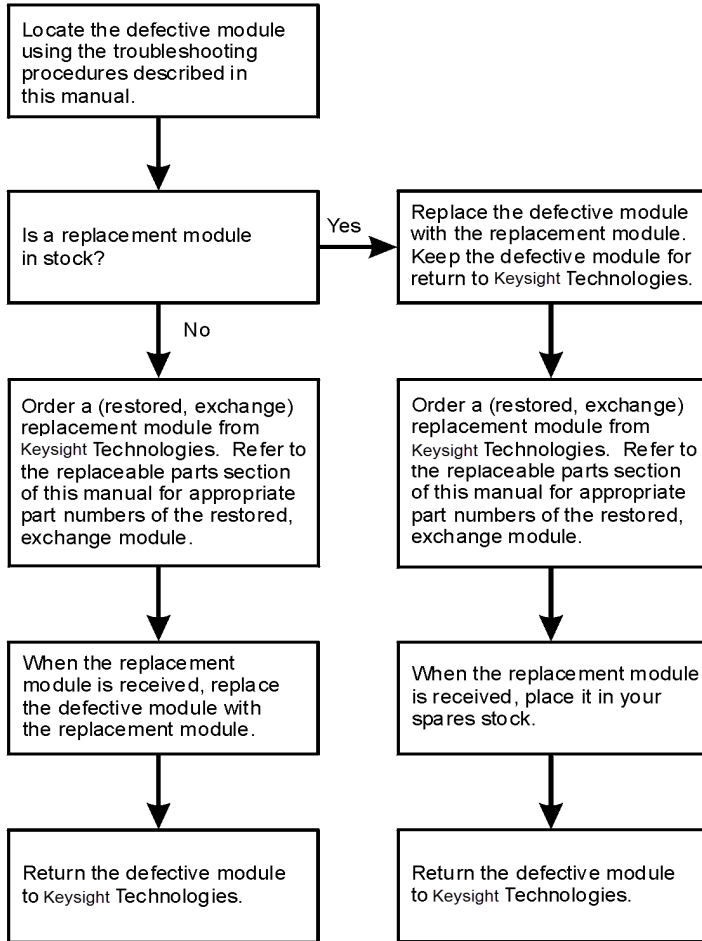 Locate the defective module
using the troubleshooting
procedures described in
this manual.
Is a replacement module
in stock?
Yes
Replace the defective module
with the replacement module.
Keep the defective module for
return to Keysight Technologies.
No
Order a (restored, exchange)
replacement module from
Keysight Technologies. Refer to
the replaceable parts section
of this manual for appropriate
part numbers of the restored,
exchange module.
Order a (restored, exchange)
replacement module from
Keysight Technologies. Refer to
the replaceable parts section
of this manual for appropriate
part numbers of the restored,
exchange module.
When the replacement
module is received, replace
the defective module with
the replacement module.
When the replacement module
is received, place it in your
spares stock.
Return the defective module
to Keysight Technologies.
Return the defective module
to Keysight Technologies.